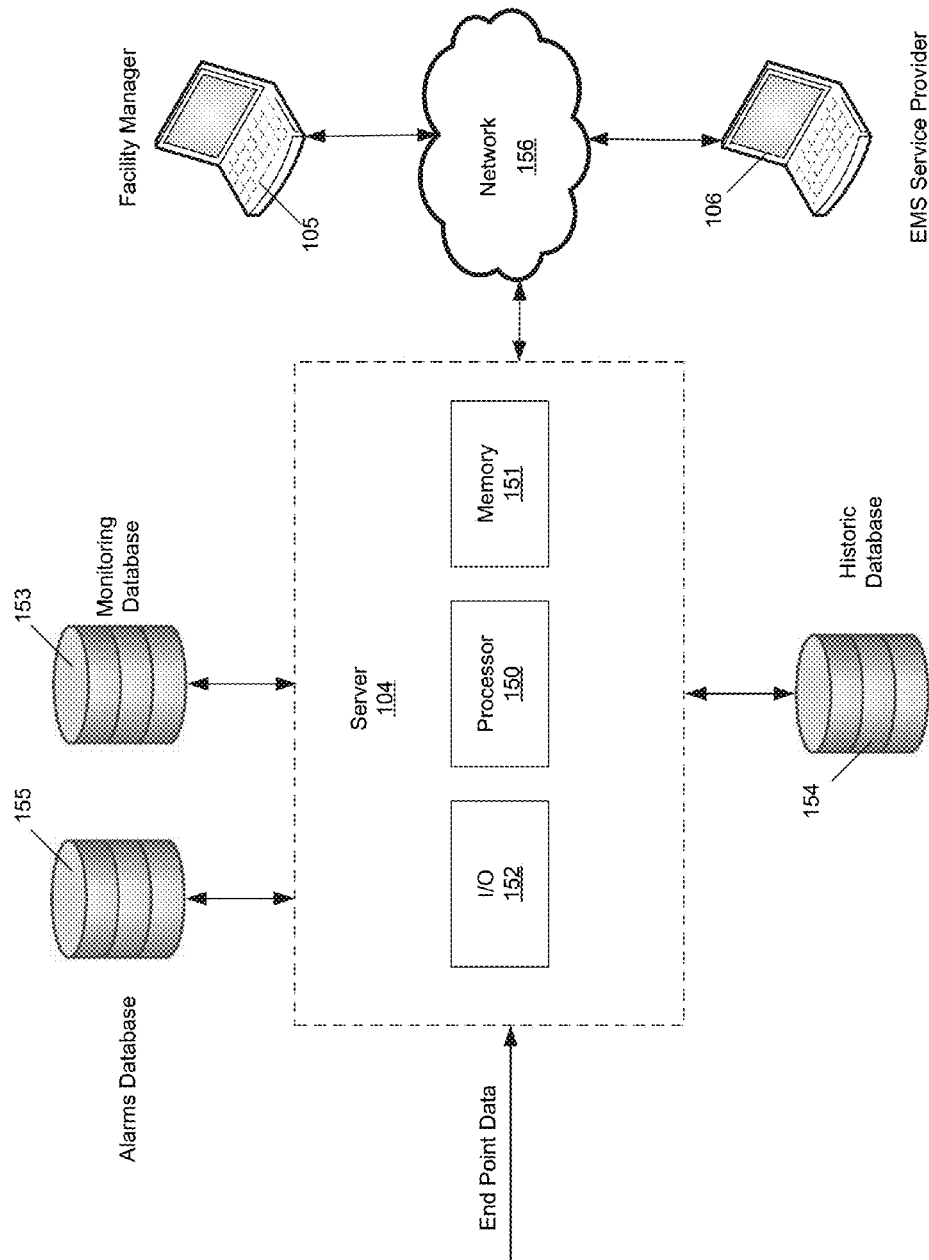 155
153
Alarms Database
Monitoring
Database
Facility Manager
105
End Point Data
Server
104
I/O
152
Processor
150
Memory
151
Network
156
154
Historic
Database
106
EMS Service Provider